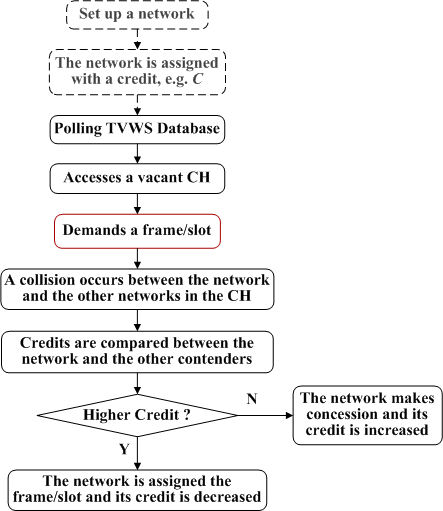 Set up a network
The network is assigned
with a credit, e.g. C
Polling TVWS Database
Accesses a vacant CH
Demands a frame/slot
A collision occurs between the network
and the other networks in the CH
Credits are compared between the
network and the other contenders
Higher Credit ?
N
The network makes
concession and its
credit is increased
Y
The network is assigned the
frame/slot and its credit is decreased